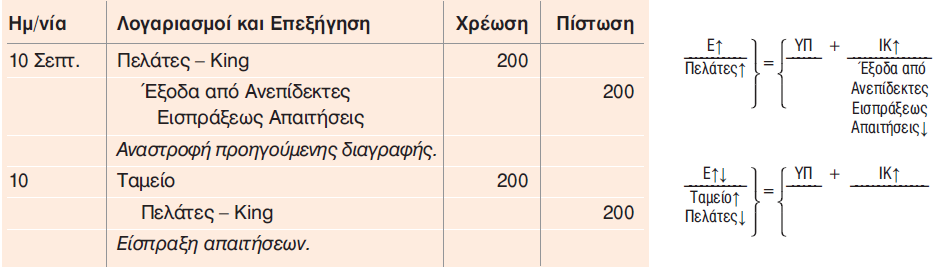 Ημ/νία Λογαριασμοί και Επεξήγηση Χρέωση Πίστωση
10 Σεπτ. Πελάτες – King 200
Έξοδα από Ανεπίδεκτες 200
Εισπράξεως Απαιτήσεις
Αναστροφή προηγούμενης διαγραφής.
10 Ταμείο 200
Πελάτες – King 200
Είσπραξη απαιτήσεων.
Ε↑ } = { ΥΠ + ΙΚ↑
Πελάτες↑ Έξοδα από
Ανεπίδεκτες
Εισπράξεως
Απαιτήσεις↓
Ε↑↓ } = { ΥΠ + ΙΚ↑
Ταμείο↑
Πελάτες↓